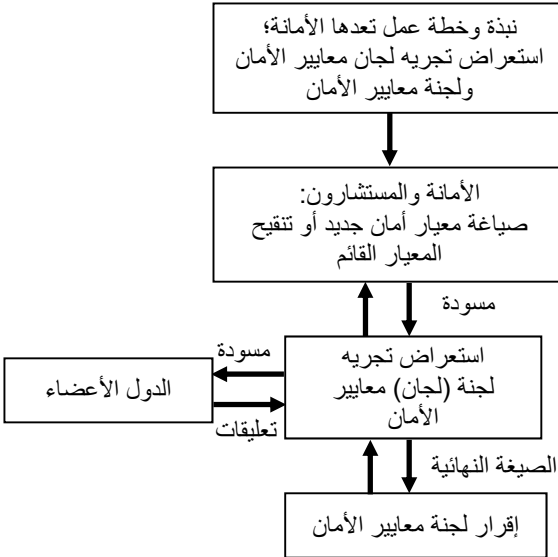 نبذة وخطة عمل تعدها الأمانة؛
استعراض تجريه لجان معايير الأمان
ولجنة معايير الأمان
الأمانة والمستشارون:
صياغة معيار أمان جديد أو تنقيح
المعيار القائم
مسودة
استعراض تجريه
لجنة (لجان) معايير
الأمان
مسودة
الدول الأعضاء
تعليقات
الصيغة النهائية
إقرار لجنة معايير الأمان